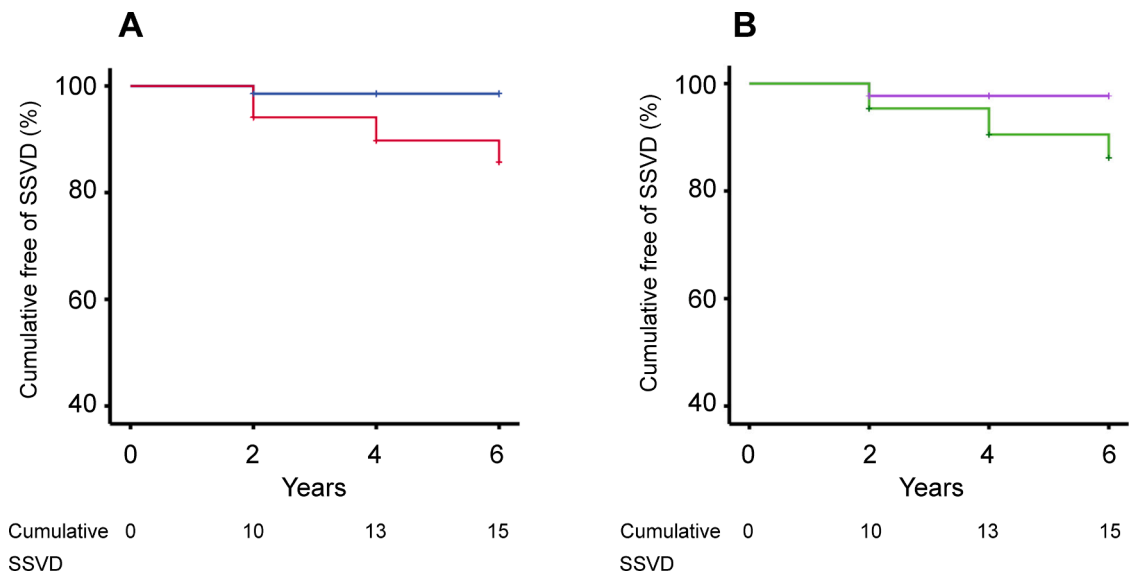 A
Cumulative free of SSVD (%)
100
80
60
40
0 2 4 6
Years
Cumulative 0 10 13 15
SSVD
B
Cumulative free of SSVD (%)
100
80
60
40
0 2 4 6
Years
Cumulative 0 10 13 15
SSVD